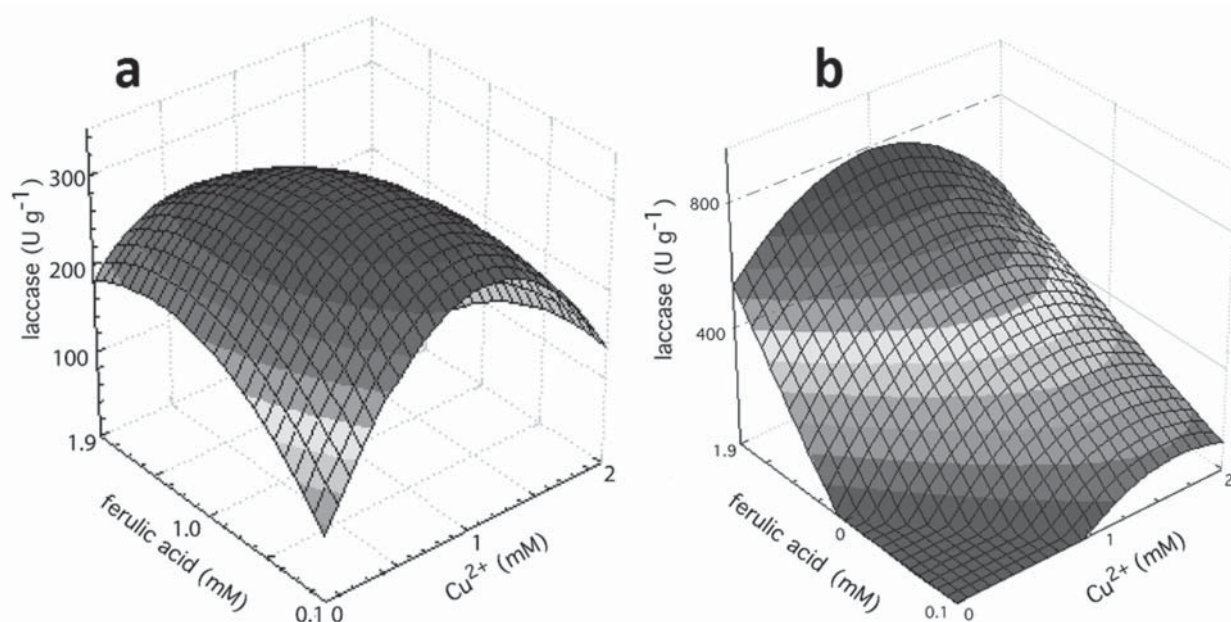 a
b
laccase (U g⁻¹)
300
200
100
1.9
1.0
0.1
ferulic acid (mM)
0
1
2
Cu²⁺ (mM)
laccase (U g⁻¹)
800
400
1.9
0
0.1
ferulic acid (mM)
0
1
2
Cu²⁺ (mM)